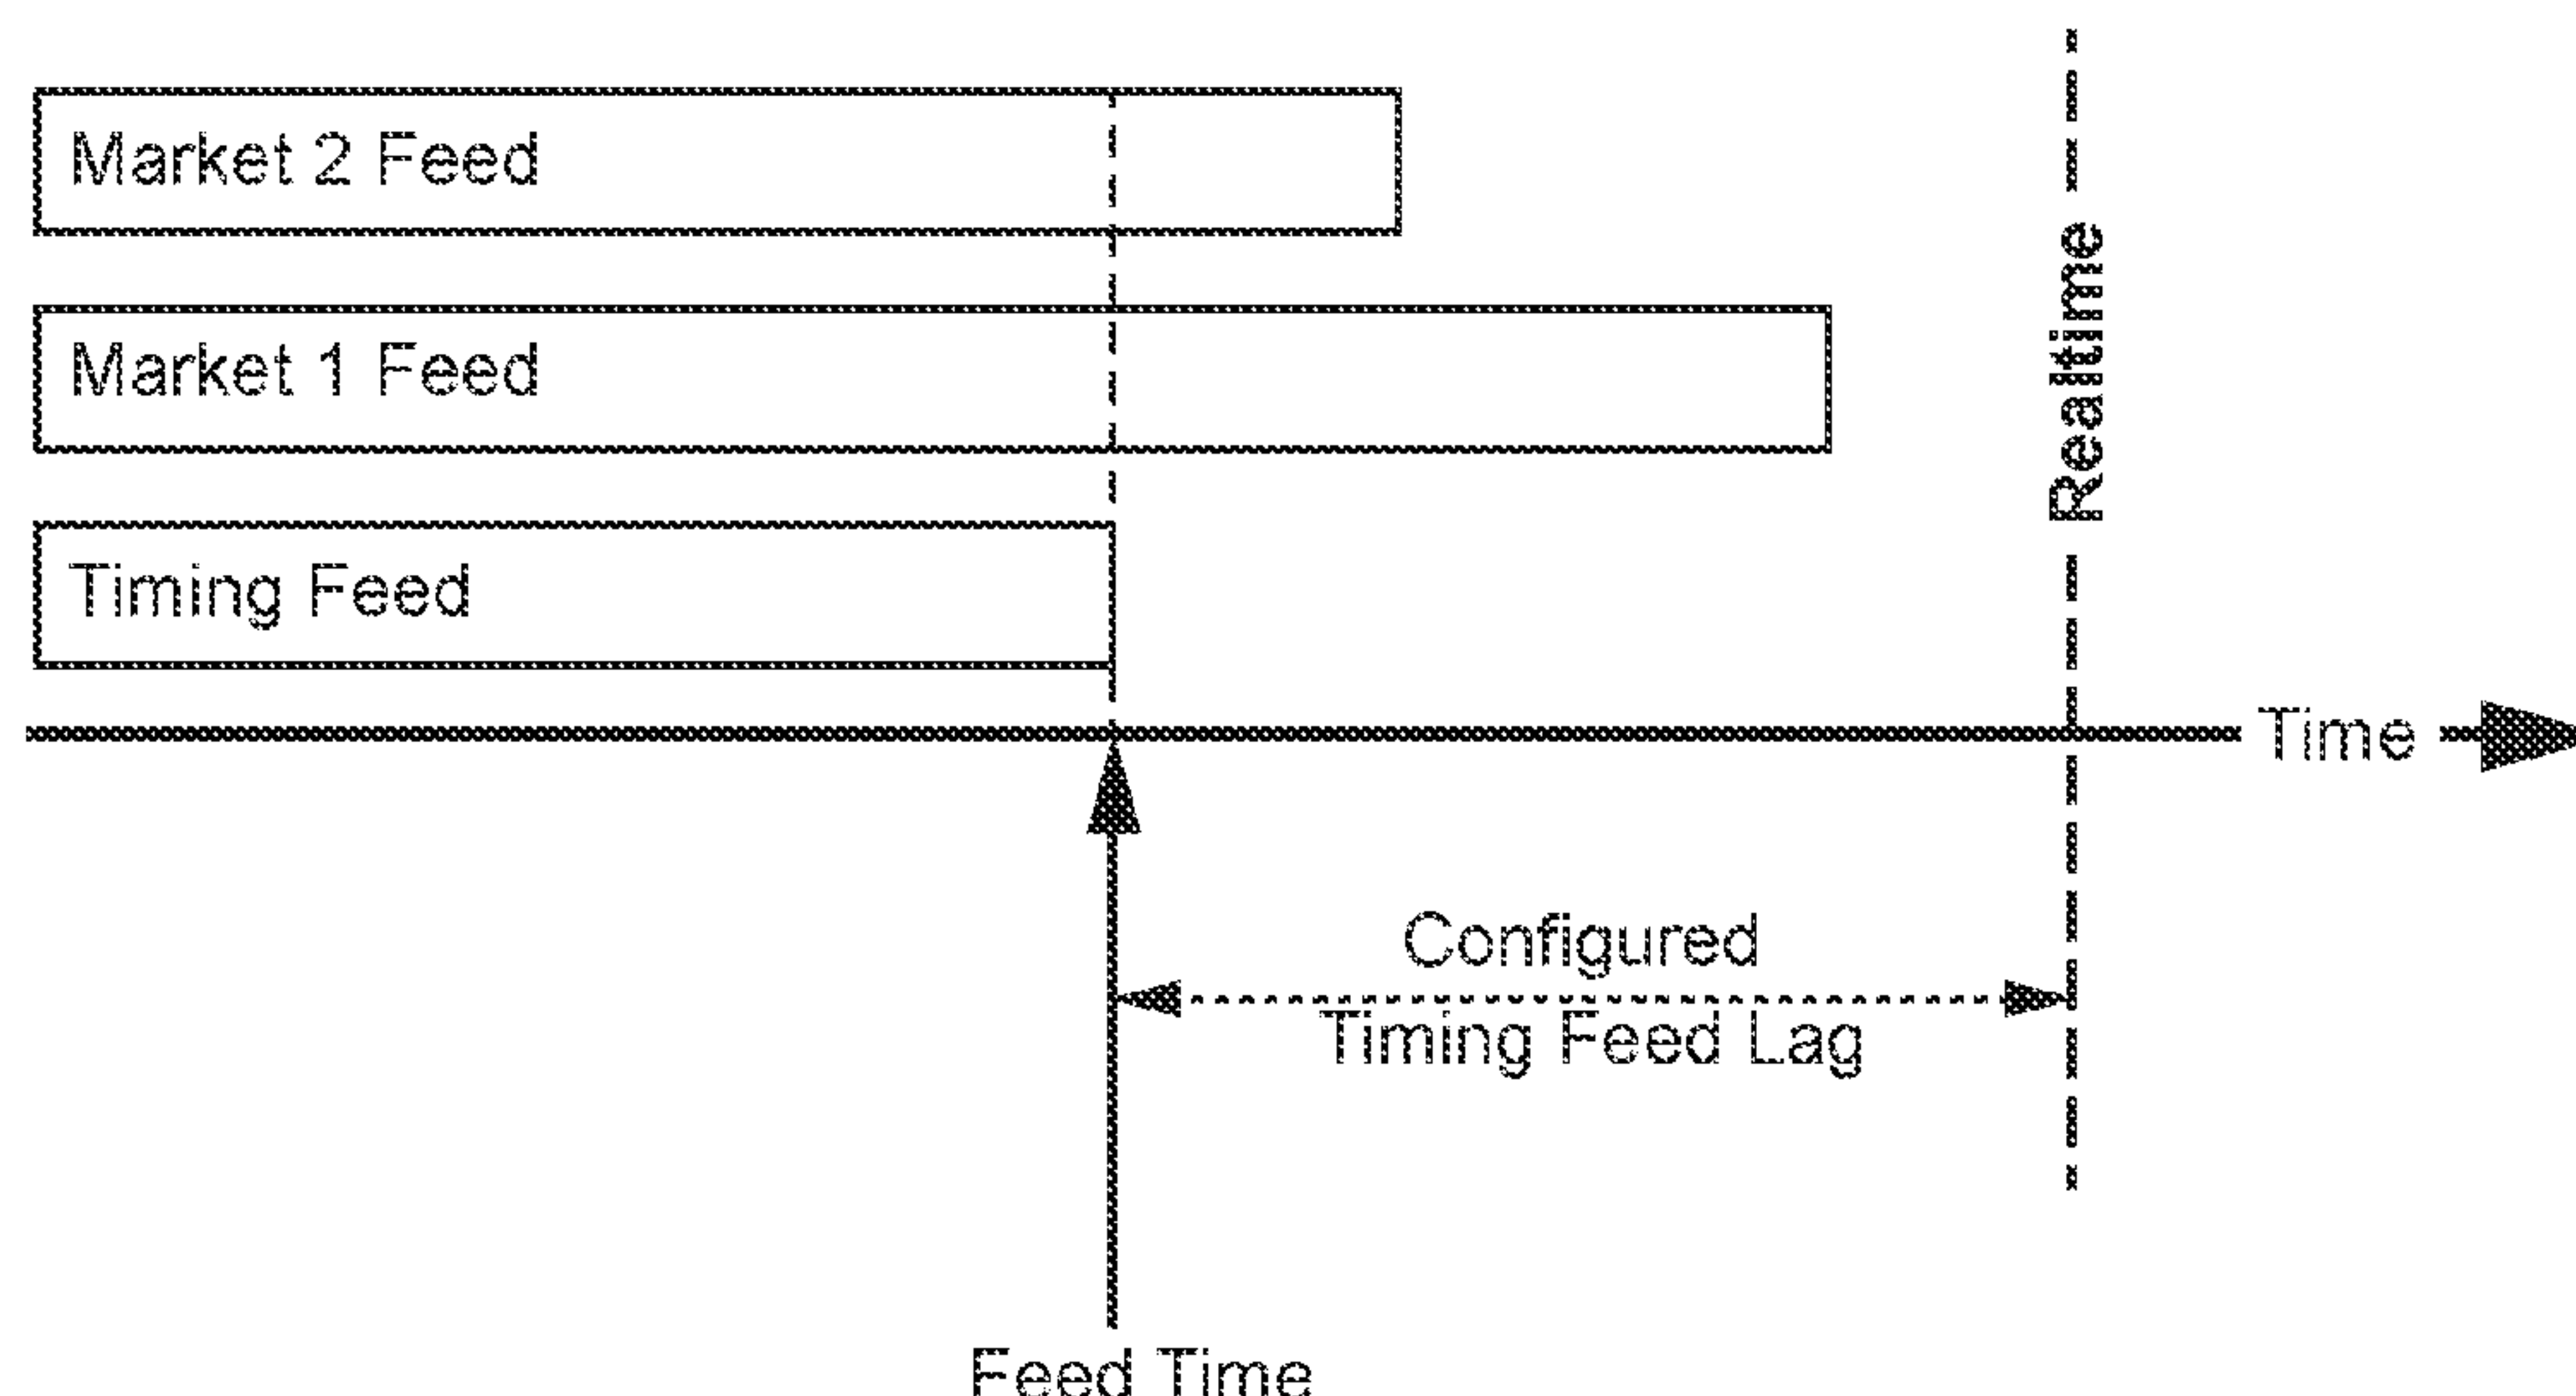 Market 2 Feed
Market 1 Feed
Realtime
Timing Feed
Time
Configured
Timing Feed Lag
Feed Time